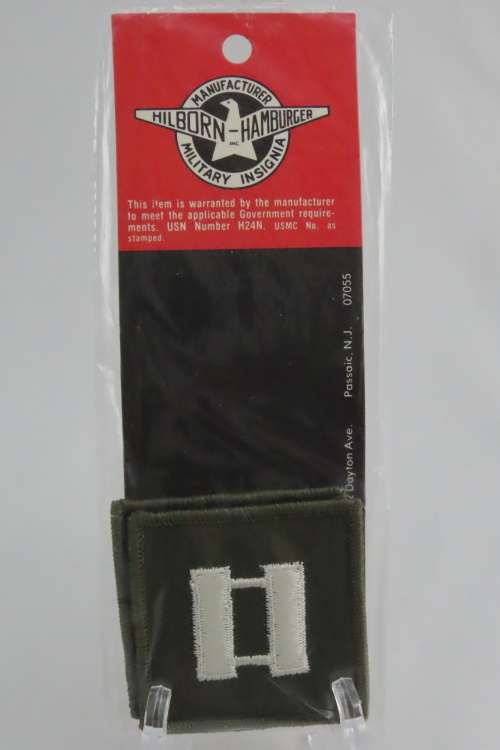 MANUFACTURER
HILBORN-HAMBURGER
INC.
MILITARY INSIGNIA
This item is warranted by the manufacturer
to meet the applicable Government require-
ments. USN Number H24N. USMC No. as
stamped.
2 Dayton Ave. Passaic, N.J. 07055